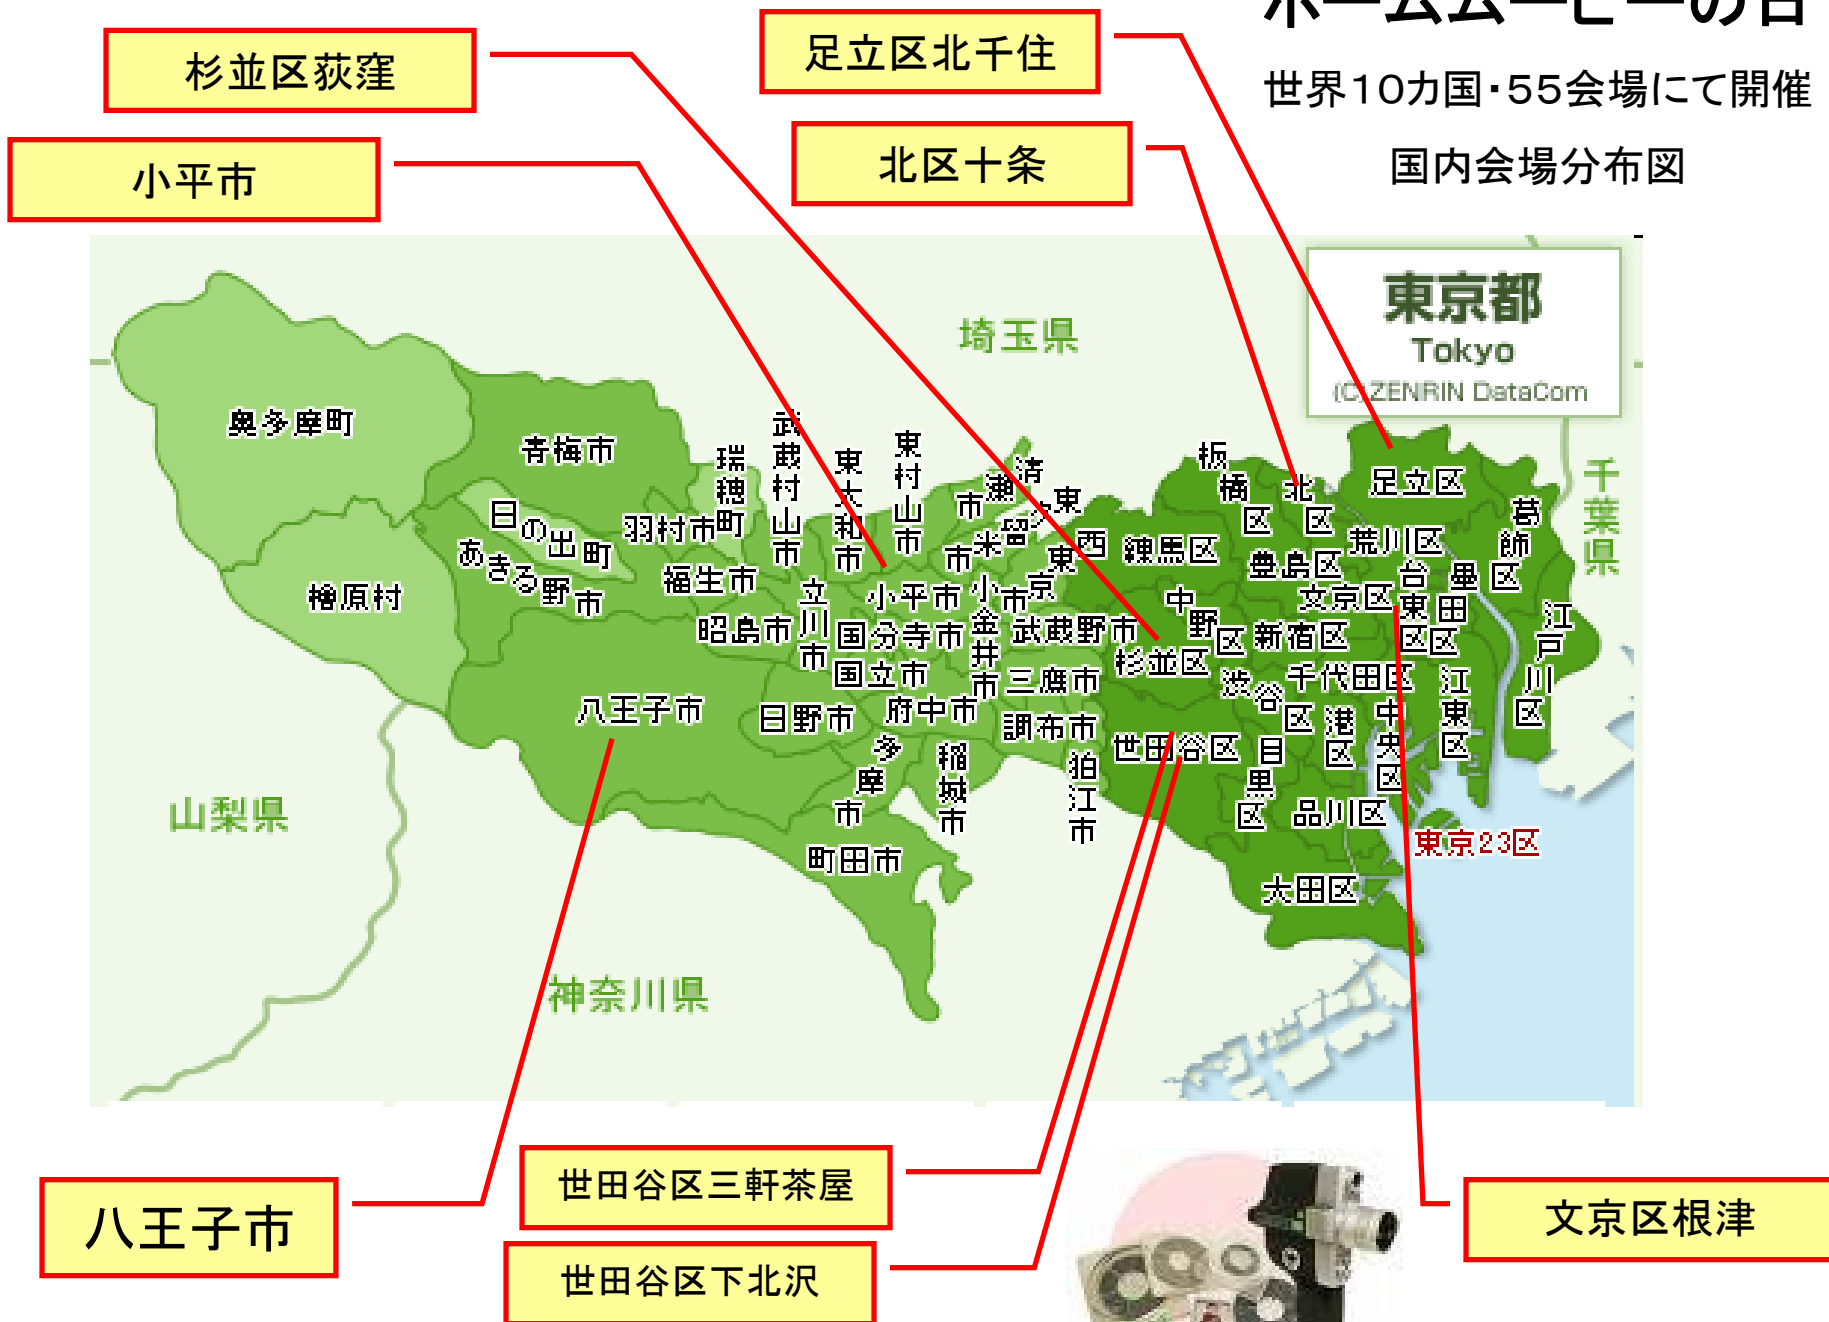 ホームムービーの日
世界10カ国・55会場にて開催
国内会場分布図
杉並区荻窪
足立区北千住
小平市
北区十条
東京都
Tokyo
(C)ZENRIN DataCom
埼玉県
千葉県
山梨県
神奈川県
奥多摩町
青梅市
瑞穂町
武蔵村山市
東大和市
東村山市
清瀬市
東久留米市
西東京市
日の出町
あきる野市
羽村市
福生市
檜原村
昭島市
立川市
小平市
国分寺市
国立市
小金井市
武蔵野市
三鷹市
八王子市
日野市
府中市
調布市
多摩市
稲城市
狛江市
町田市
板橋区
北区
足立区
葛飾区
練馬区
豊島区
荒川区
文京区
台東区
墨田区
江戸川区
中野区
新宿区
杉並区
渋谷区
千代田区
中央区
港区
江東区
世田谷区
目黒区
品川区
大田区
東京23区
八王子市
世田谷区三軒茶屋
世田谷区下北沢
文京区根津